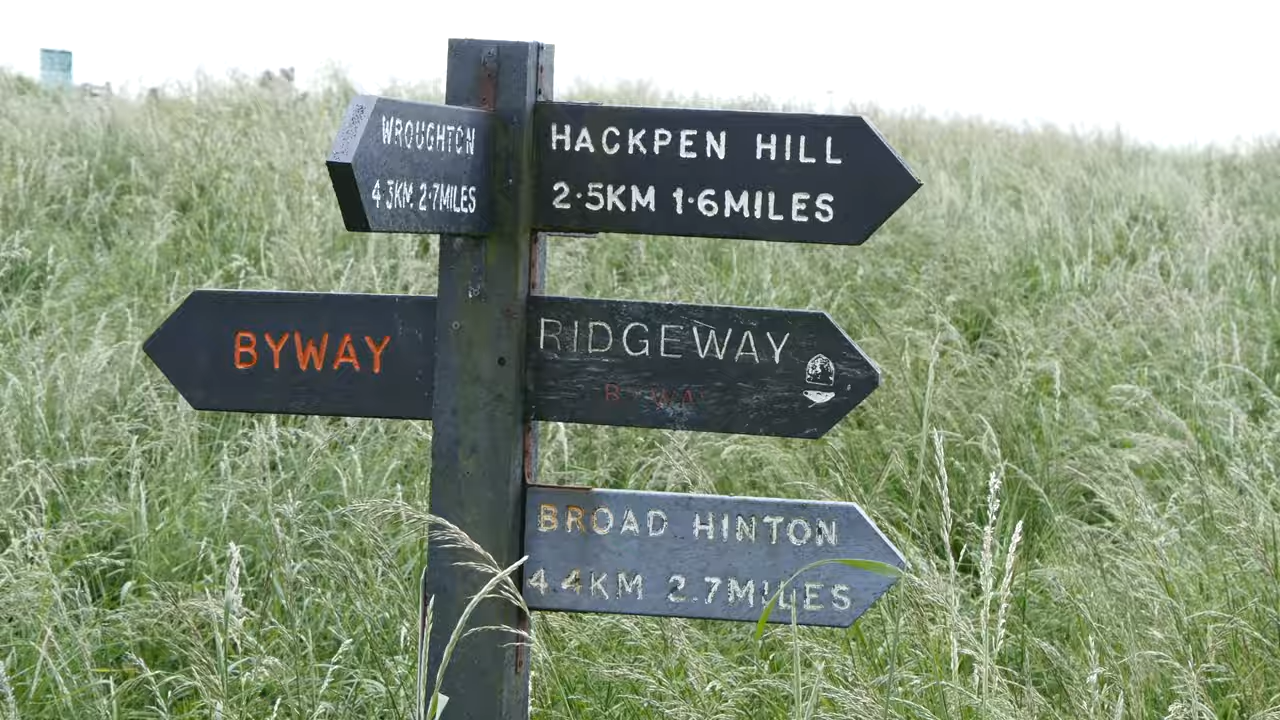 WROUGHTON
4·3KM 2·7MILES
HACKPEN HILL
2·5KM 1·6MILES
BYWAY
RIDGEWAY
BYWAY
BROAD HINTON
4·4KM 2.7MILES